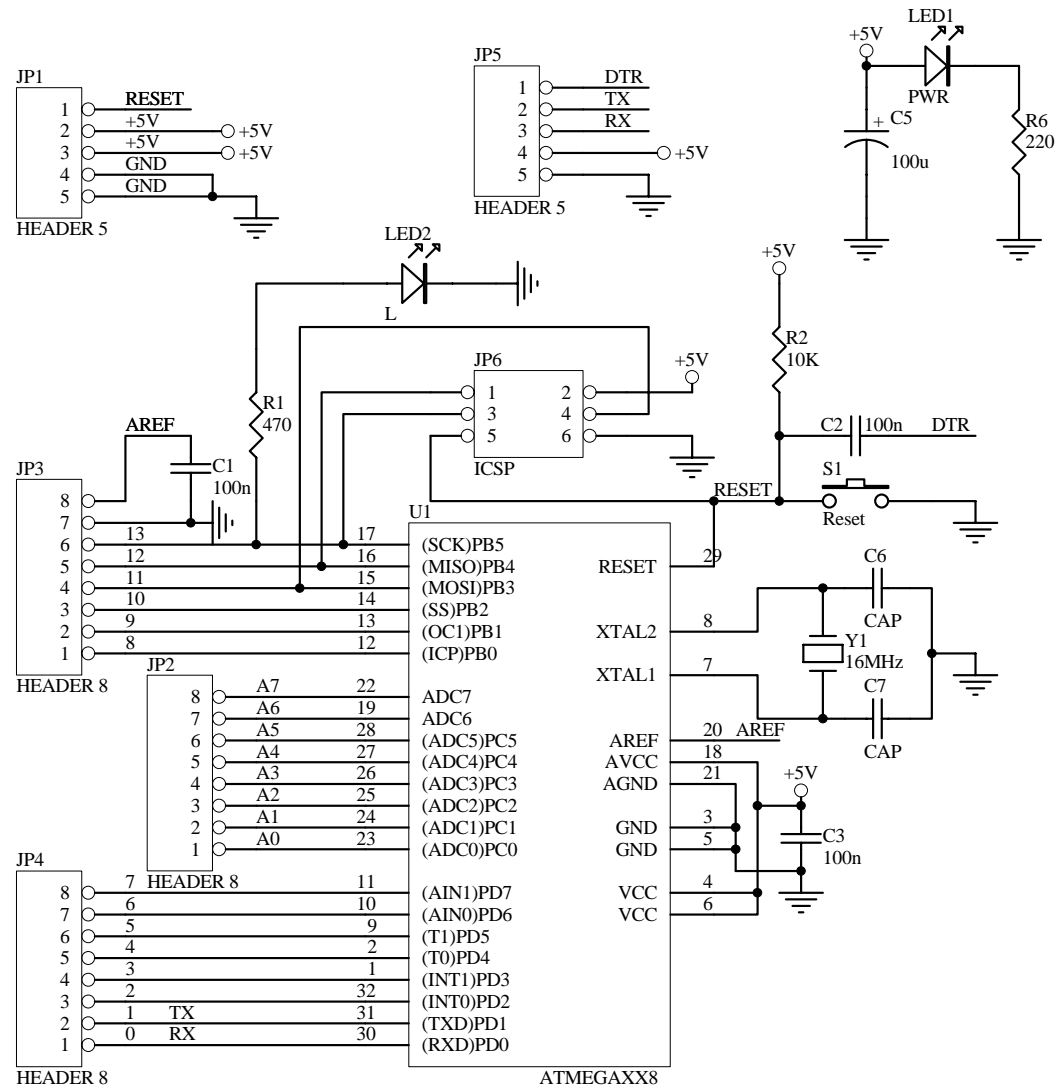 LED1
+5V
PWR
+
C5
100u
R6
220
JP1
1
RESET
2
+5V
+5V
3
+5V
+5V
4
GND
5
GND
HEADER 5
JP5
1
DTR
2
TX
3
RX
4
+5V
5
HEADER 5
LED2
L
+5V
R2
10K
JP6
1
2
3
4
5
6
ICSP
+5V
R1
470
C2
100n
DTR
RESET
S1
Reset
AREF
C1
100n
JP3
8
7
6
13
17
5
12
16
4
11
15
3
10
14
2
9
13
1
8
12
HEADER 8
U1
(SCK)PB5
(MISO)PB4
(MOSI)PB3
(SS)PB2
(OC1)PB1
(ICP)PB0
ADC7
ADC6
(ADC5)PC5
(ADC4)PC4
(ADC3)PC3
(ADC2)PC2
(ADC1)PC1
(ADC0)PC0
(AIN1)PD7
(AIN0)PD6
(T1)PD5
(T0)PD4
(INT1)PD3
(INT0)PD2
(TXD)PD1
(RXD)PD0
RESET
29
XTAL2
8
XTAL1
7
AREF
20
AREF
AVCC
18
AGND
21
GND
3
GND
5
VCC
4
VCC
6
ATMEGAXX8
C6
CAP
Y1
16MHz
C7
CAP
+5V
C3
100n
JP2
8
A7
22
7
A6
19
6
A5
28
5
A4
27
4
A3
26
3
A2
25
2
A1
24
1
A0
23
HEADER 8
JP4
8
7
11
7
6
10
6
5
9
5
4
2
4
3
1
3
2
32
2
1
TX
31
1
0
RX
30
HEADER 8